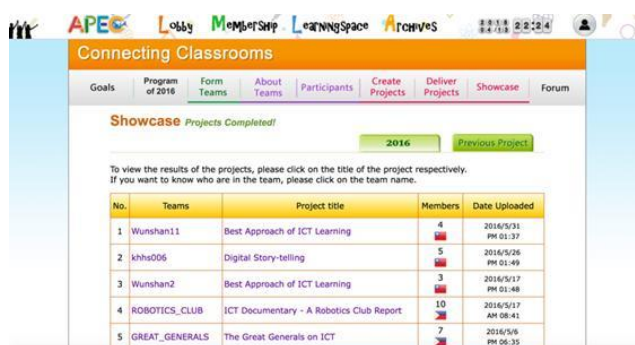 APEC Lobby MemberShip LearningSpace Archives 22:24
Connecting Classrooms
Goals Program of 2016 Form Teams About Teams Participants Create Projects Deliver Projects Showcase Forum
Showcase Projects Completed!
2016 Previous Project
To view the results of the projects, please click on the title of the project respectively.
If you want to know who are in the team, please click on the team name.
No. Teams Project title Members Date Uploaded
1 Wunshan11 Best Approach of ICT Learning 4 2016/5/31 PM 01:37
2 khhs006 Digital Story-telling 5 2016/5/26 PM 01:49
3 Wunshan2 Best Approach of ICT Learning 3 2016/5/17 PM 01:48
4 ROBOTICS_CLUB ICT Documentary - A Robotics Club Report 10 2016/5/17 AM 08:41
5 GREAT_GENERALS The Great Generals on ICT 7 2016/5/6 PM 06:35